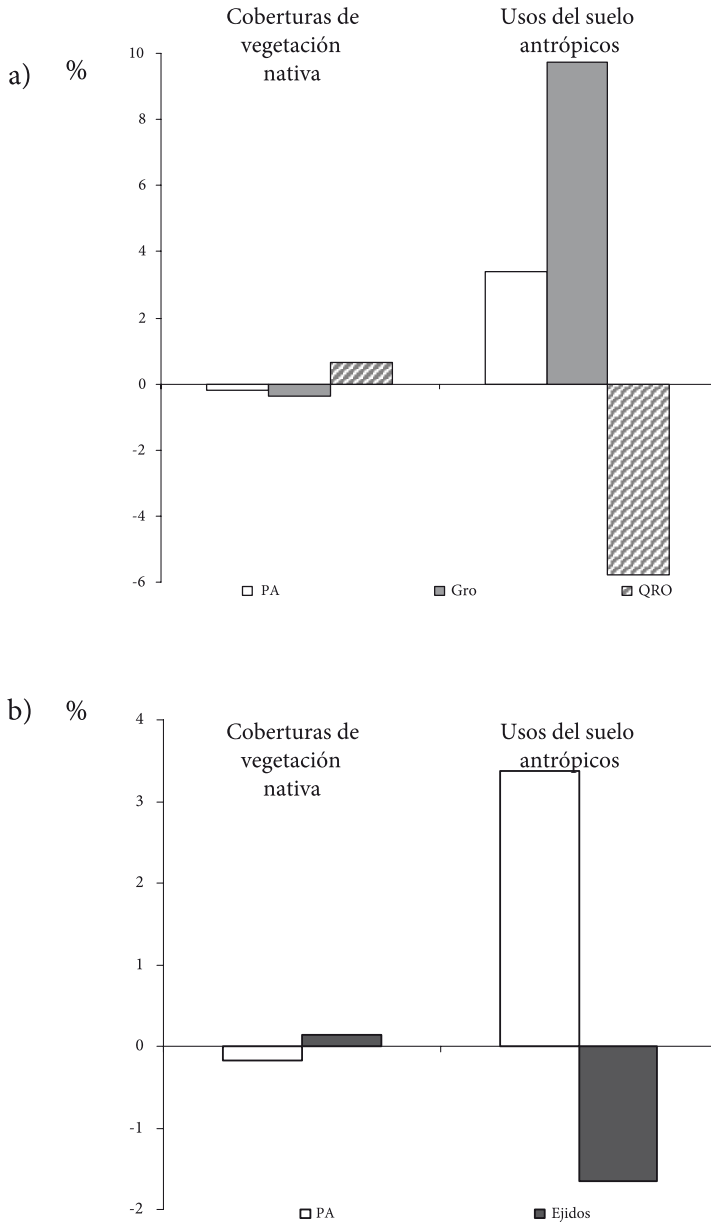 Coberturas de
vegetación
nativa
Usos del suelo
antrópicos
a)
%
10
8
6
4
2
0
-2
-4
-6
PA
Gro
QRO
b)
%
Coberturas de
vegetación
nativa
Usos del suelo
antrópicos
4
3
2
1
0
-1
-2
PA
Ejidos